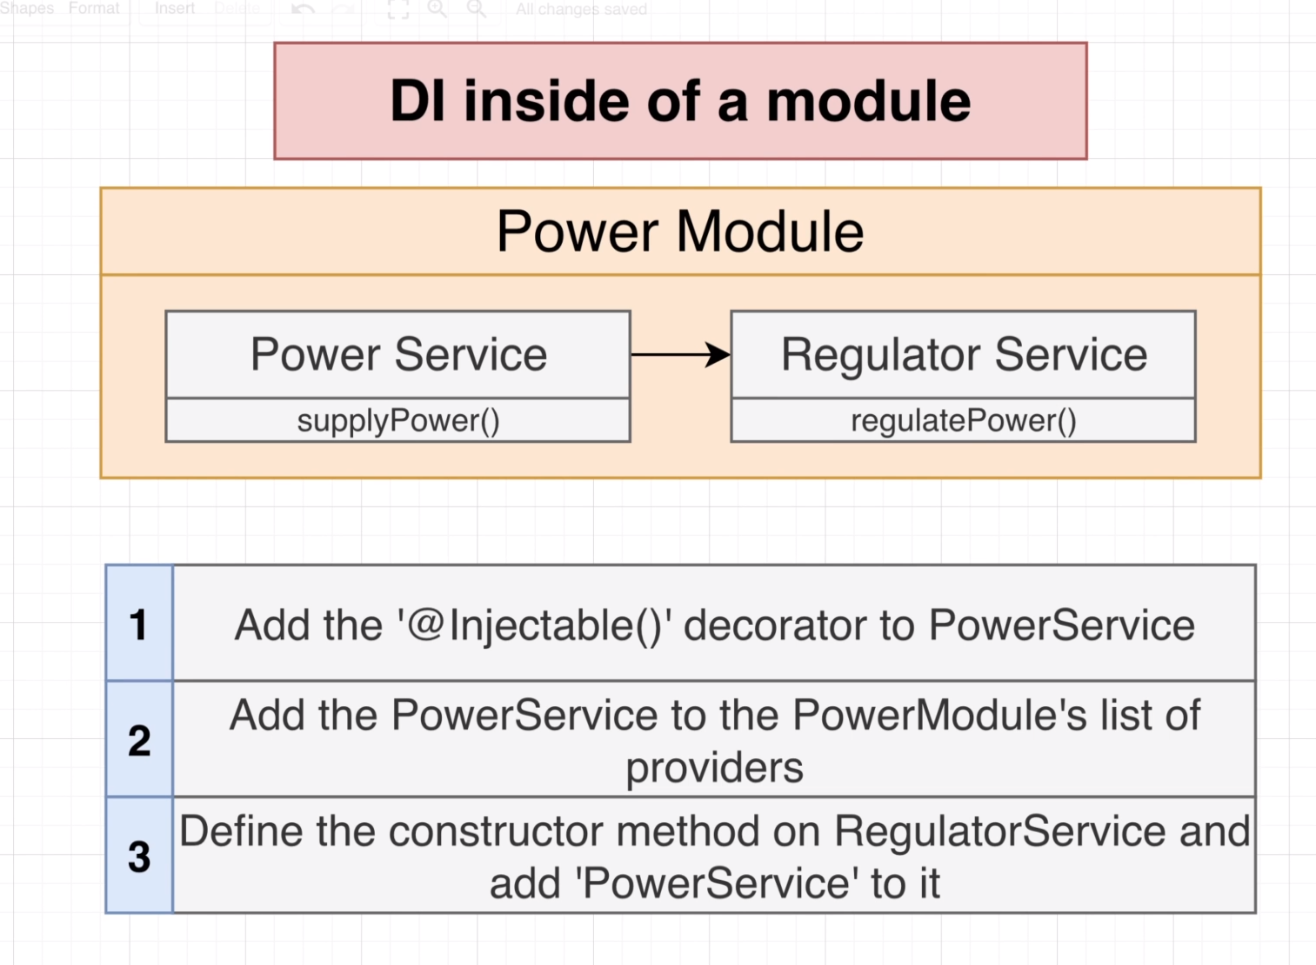 Shapes Format Insert Delete All changes saved
DI inside of a module
Power Module
Power Service
supplyPower()
Regulator Service
regulatePower()
1
Add the '@Injectable()' decorator to PowerService
2
Add the PowerService to the PowerModule's list of
providers
3
Define the constructor method on RegulatorService and
add 'PowerService' to it